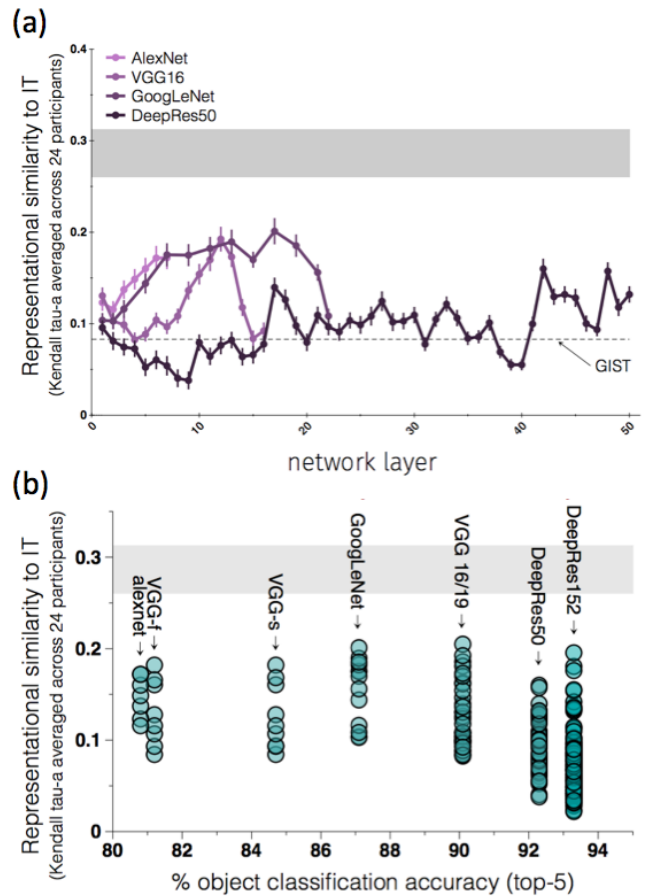 (a)
Representational similarity to IT
(Kendall tau-a averaged across 24 participants)
0.4
0.3
0.2
0.1
0
AlexNet
VGG16
GoogLeNet
DeepRes50
GIST
0 10 20 30 40 50
network layer
(b)
Representational similarity to IT
(Kendall tau-a averaged across 24 participants)
0.3
0.2
0.1
0
alexnet
VGG-f
VGG-s
GoogLeNet
VGG 16/19
DeepRes50
DeepRes152
80 82 84 86 88 90 92 94
% object classification accuracy (top-5)